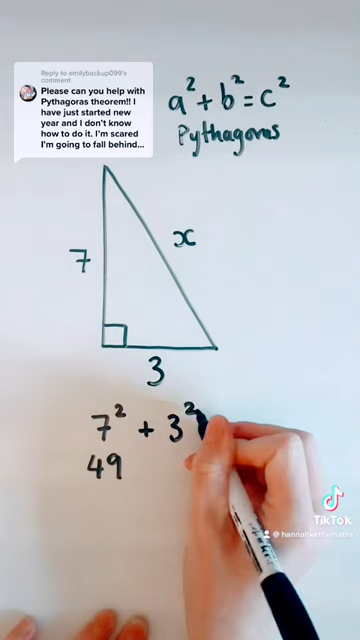 Reply to emilybackup099's
comment
Please can you help with
Pythagoras theorem!! I
have just started new
year and I don't know
how to do it. I'm scared
I'm going to fall behind...
a² + b² = c²
Pythagoras
7
x
3
7² + 3²
49
TikTok
@hannahkettlemaths